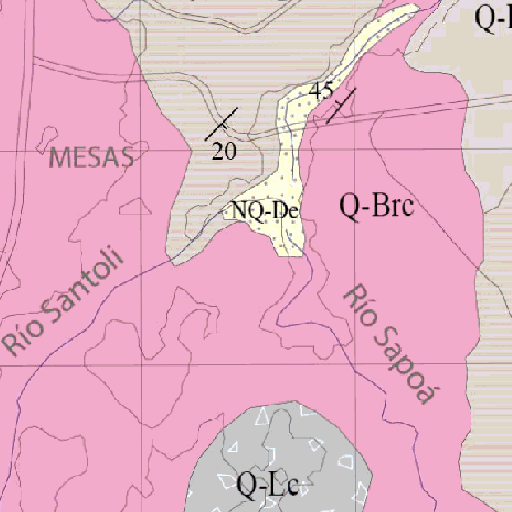 Q-
45
20
MESAS
NQ-De
Q-Brc
Río Santoli
Río Sapoá
Q-Lc